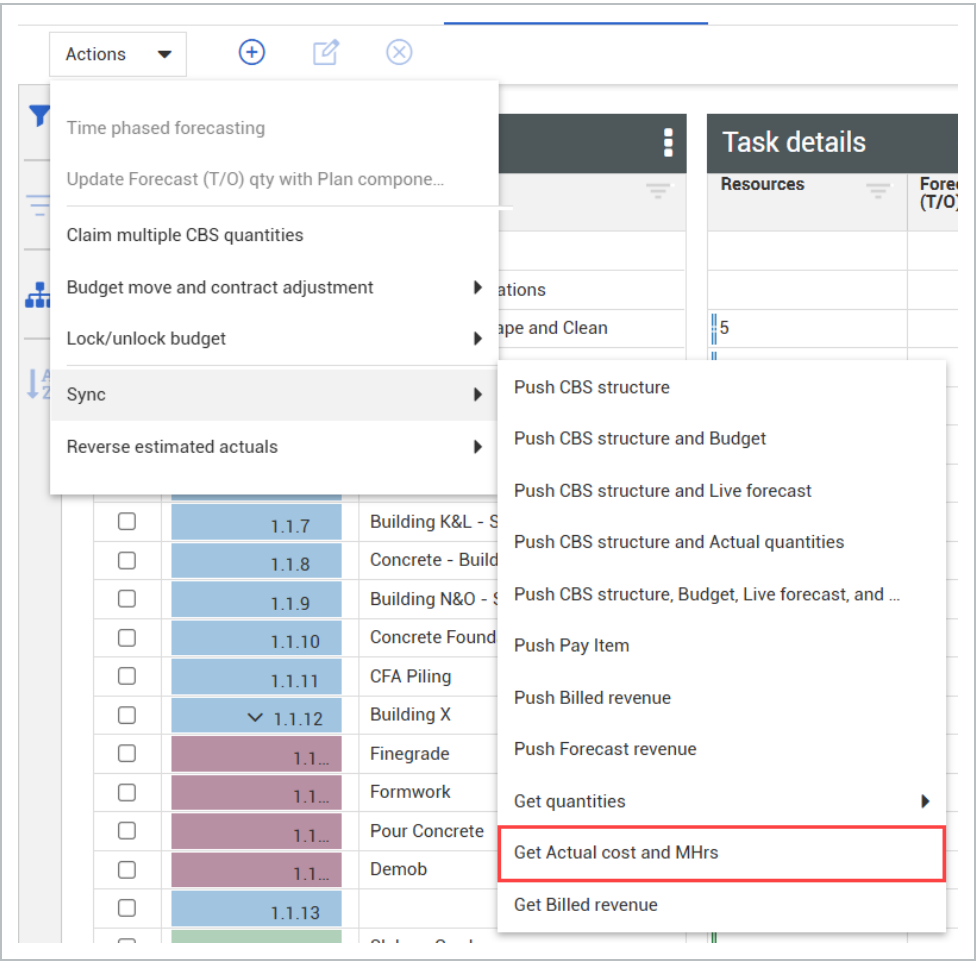 Actions
Time phased forecasting
Task details
Update Forecast (T/O) qty with Plan compone...
Resources
Fore
(T/O)
Claim multiple CBS quantities
Budget move and contract adjustment
ations
Lock/unlock budget
ape and Clean
5
Sync
Push CBS structure
Reverse estimated actuals
Push CBS structure and Budget
Push CBS structure and Live forecast
Push CBS structure and Actual quantities
Push CBS structure, Budget, Live forecast, and ...
Push Pay Item
Push Billed revenue
Push Forecast revenue
Get quantities
Get Actual cost and MHrs
Get Billed revenue
1.1.7 Building K&L - S
1.1.8 Concrete - Build
1.1.9 Building N&O - S
1.1.10 Concrete Found
1.1.11 CFA Piling
1.1.12 Building X
1.1... Finegrade
1.1... Formwork
1.1... Pour Concrete
1.1... Demob
1.1.13